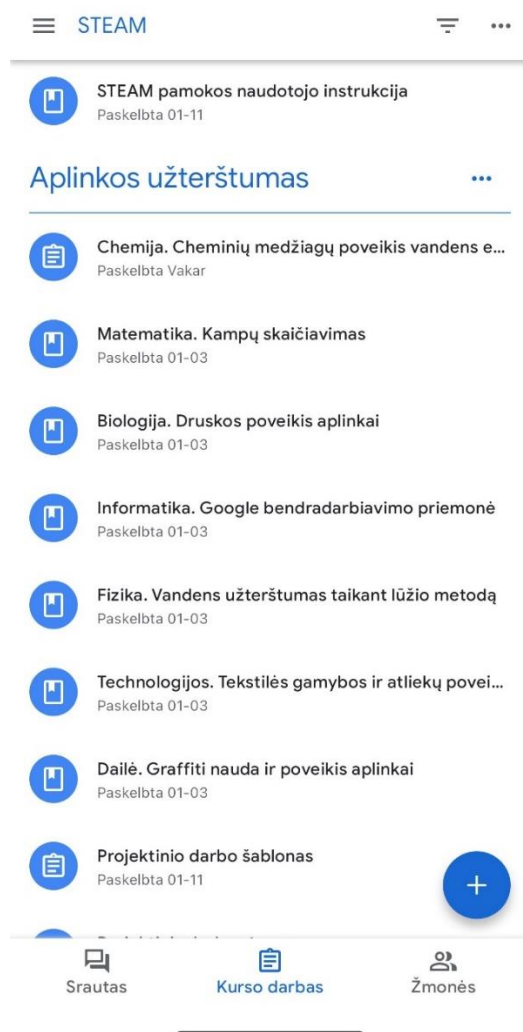 STEAM
STEAM pamokos naudotojo instrukcija
Paskelbta 01-11
Aplinkos užterštumas
Chemija. Cheminių medžiagų poveikis vandens e...
Paskelbta Vakar
Matematika. Kampų skaičiavimas
Paskelbta 01-03
Biologija. Druskos poveikis aplinkai
Paskelbta 01-03
Informatika. Google bendradarbiavimo priemonė
Paskelbta 01-03
Fizika. Vandens užterštumas taikant lūžio metodą
Paskelbta 01-03
Technologijos. Tekstilės gamybos ir atliekų povei...
Paskelbta 01-03
Dailė. Graffiti nauda ir poveikis aplinkai
Paskelbta 01-03
Projektinio darbo šablonas
Paskelbta 01-11
Srautas
Kurso darbas
Žmonės